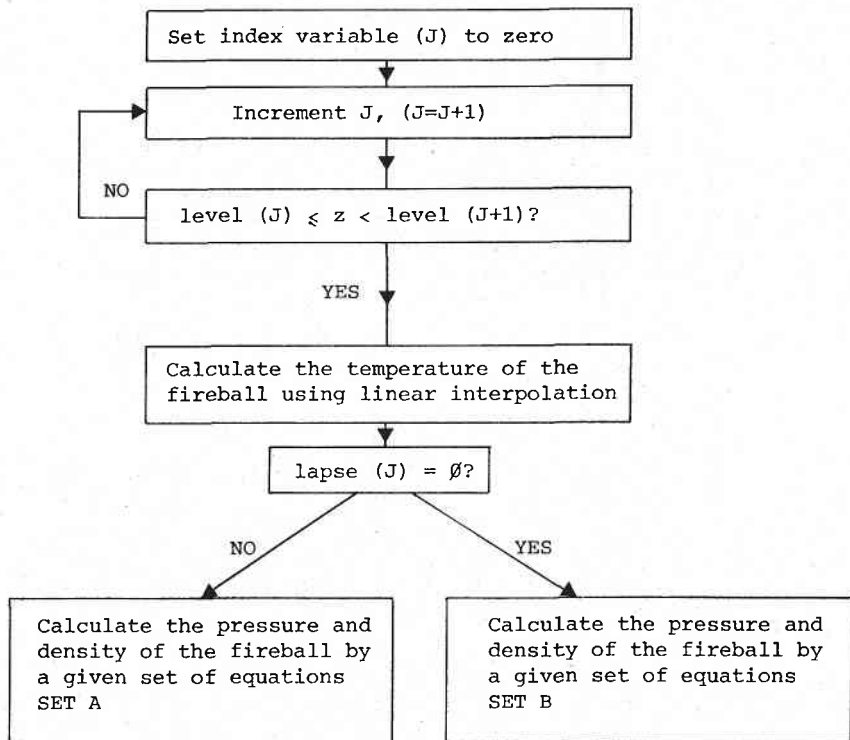 Set index variable (J) to zero
Increment J, (J=J+1)
NO
level (J) ⩽ z < level (J+1)?
YES
Calculate the temperature of the
fireball using linear interpolation
lapse (J) = Ø?
NO
YES
Calculate the pressure and
density of the fireball by
a given set of equations
SET A
Calculate the pressure and
density of the fireball by
a given set of equations
SET B